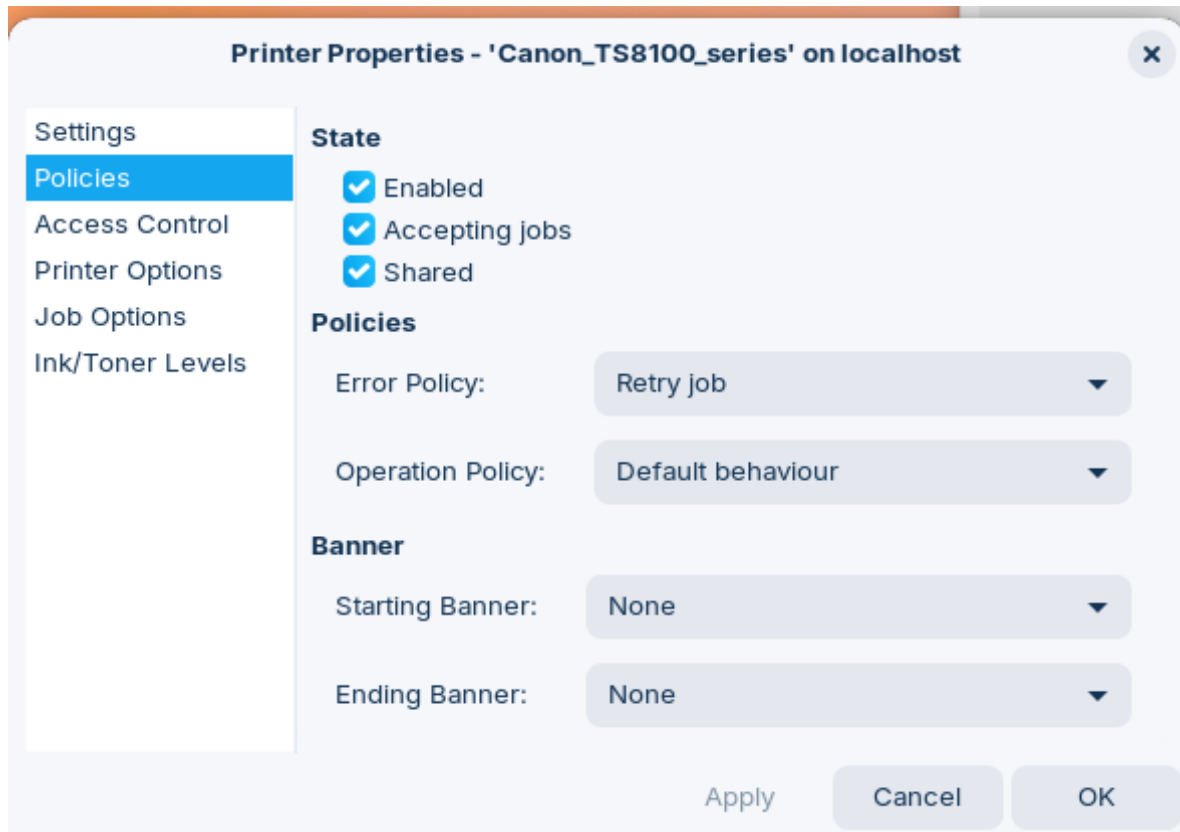 Printer Properties - 'Canon_TS8100_series' on localhost
Settings
Policies
Access Control
Printer Options
Job Options
Ink/Toner Levels
State
Enabled
Accepting jobs
Shared
Policies
Error Policy: Retry job
Operation Policy: Default behaviour
Banner
Starting Banner: None
Ending Banner: None
Apply Cancel OK